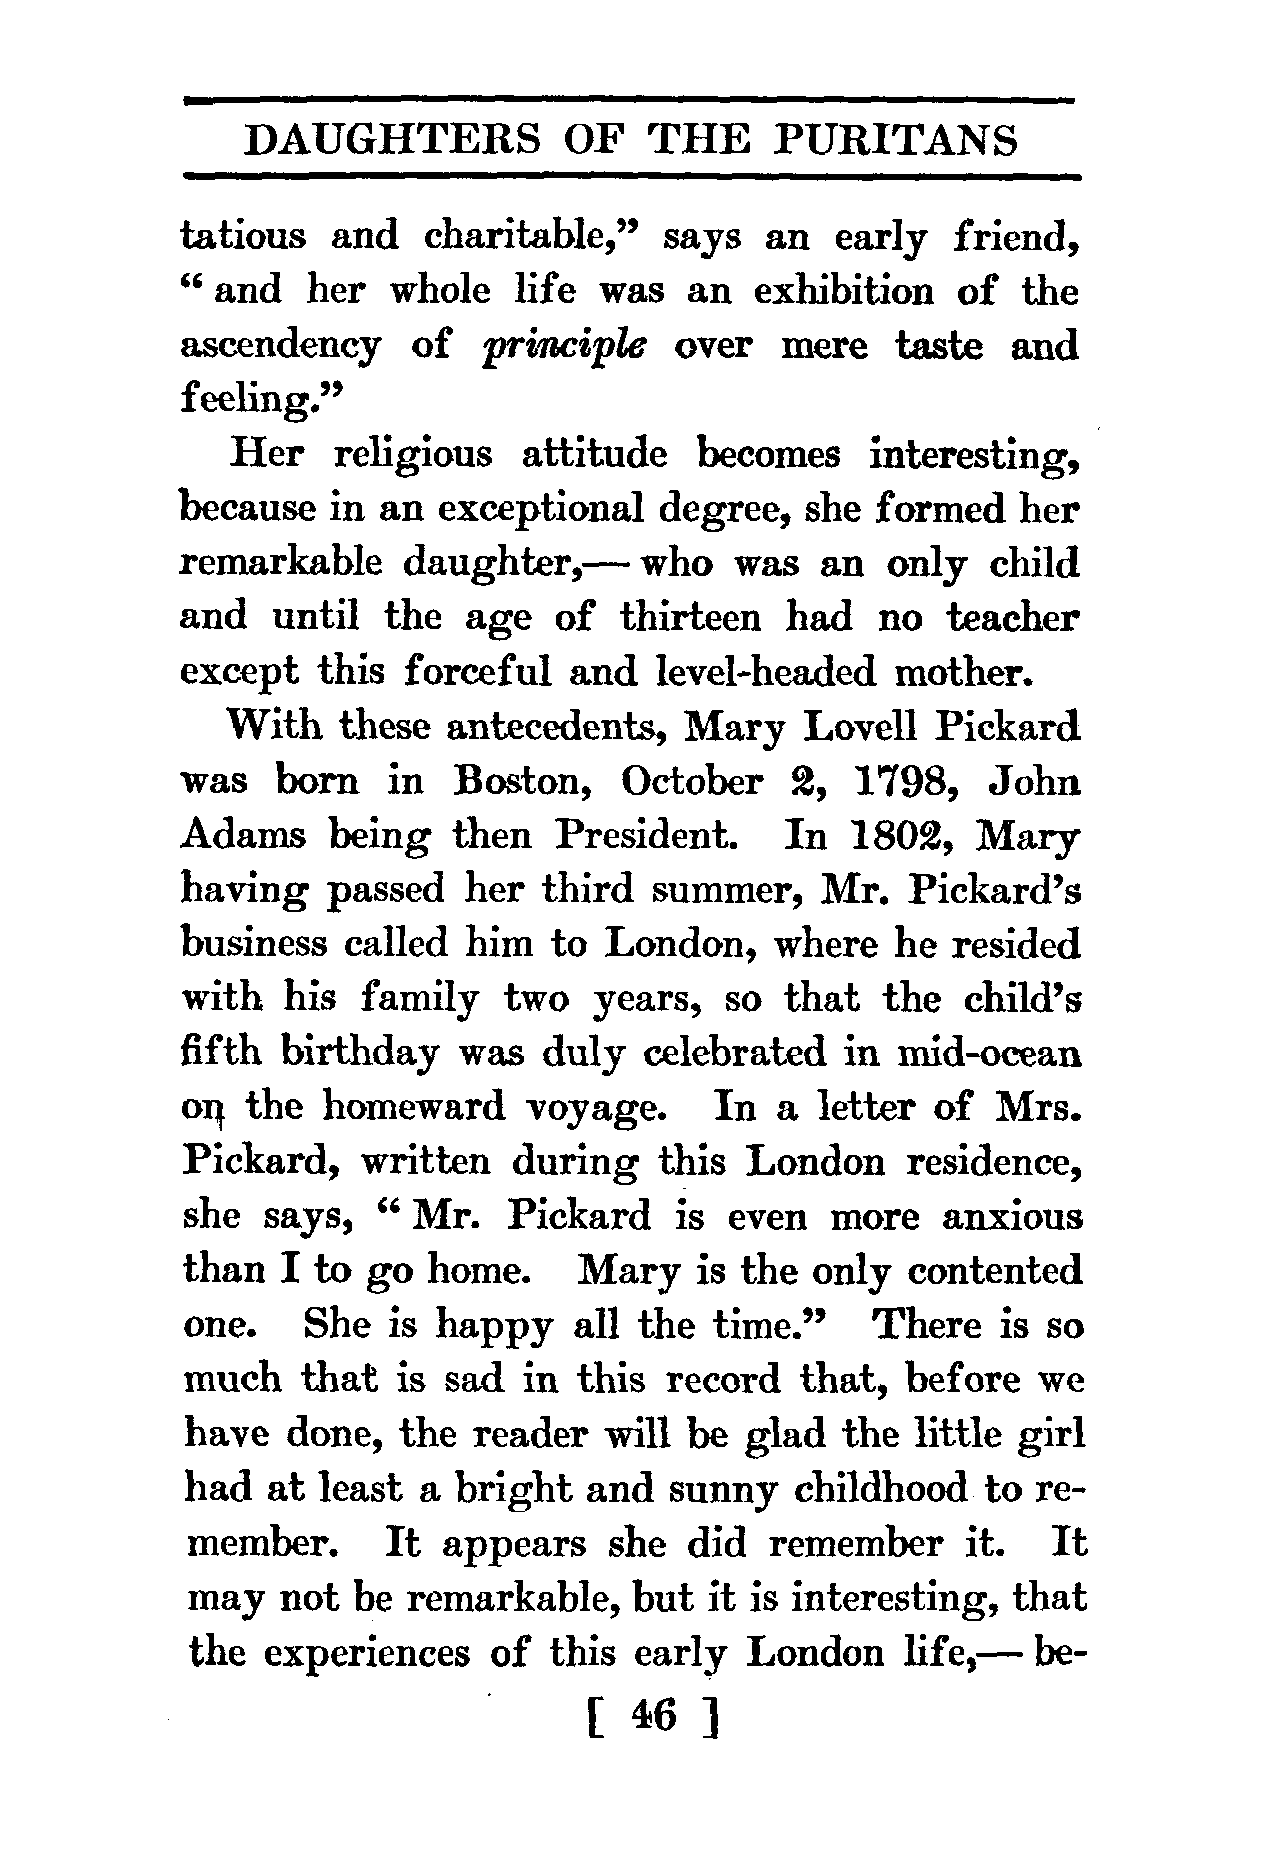 DAUGHTERS OF THE PURITANS
tatious and charitable,” says an early friend,
“ and her whole life was an exhibition of the
ascendency of principle over mere taste and
feeling.”
Her religious attitude becomes interesting,
because in an exceptional degree, she formed her
remarkable daughter,— who was an only child
and until the age of thirteen had no teacher
except this forceful and level-headed mother.
With these antecedents, Mary Lovell Pickard
was born in Boston, October 2, 1798, John
Adams being then President. In 1802, Mary
having passed her third summer, Mr. Pickard’s
business called him to London, where he resided
with his family two years, so that the child’s
fifth birthday was duly celebrated in mid-ocean
on the homeward voyage. In a letter of Mrs.
Pickard, written during this London residence,
she says, “ Mr. Pickard is even more anxious
than I to go home. Mary is the only contented
one. She is happy all the time.” There is so
much that is sad in this record that, before we
have done, the reader will be glad the little girl
had at least a bright and sunny childhood to re-
member. It appears she did remember it. It
may not be remarkable, but it is interesting, that
the experiences of this early London life,— be-
[ 46 ]